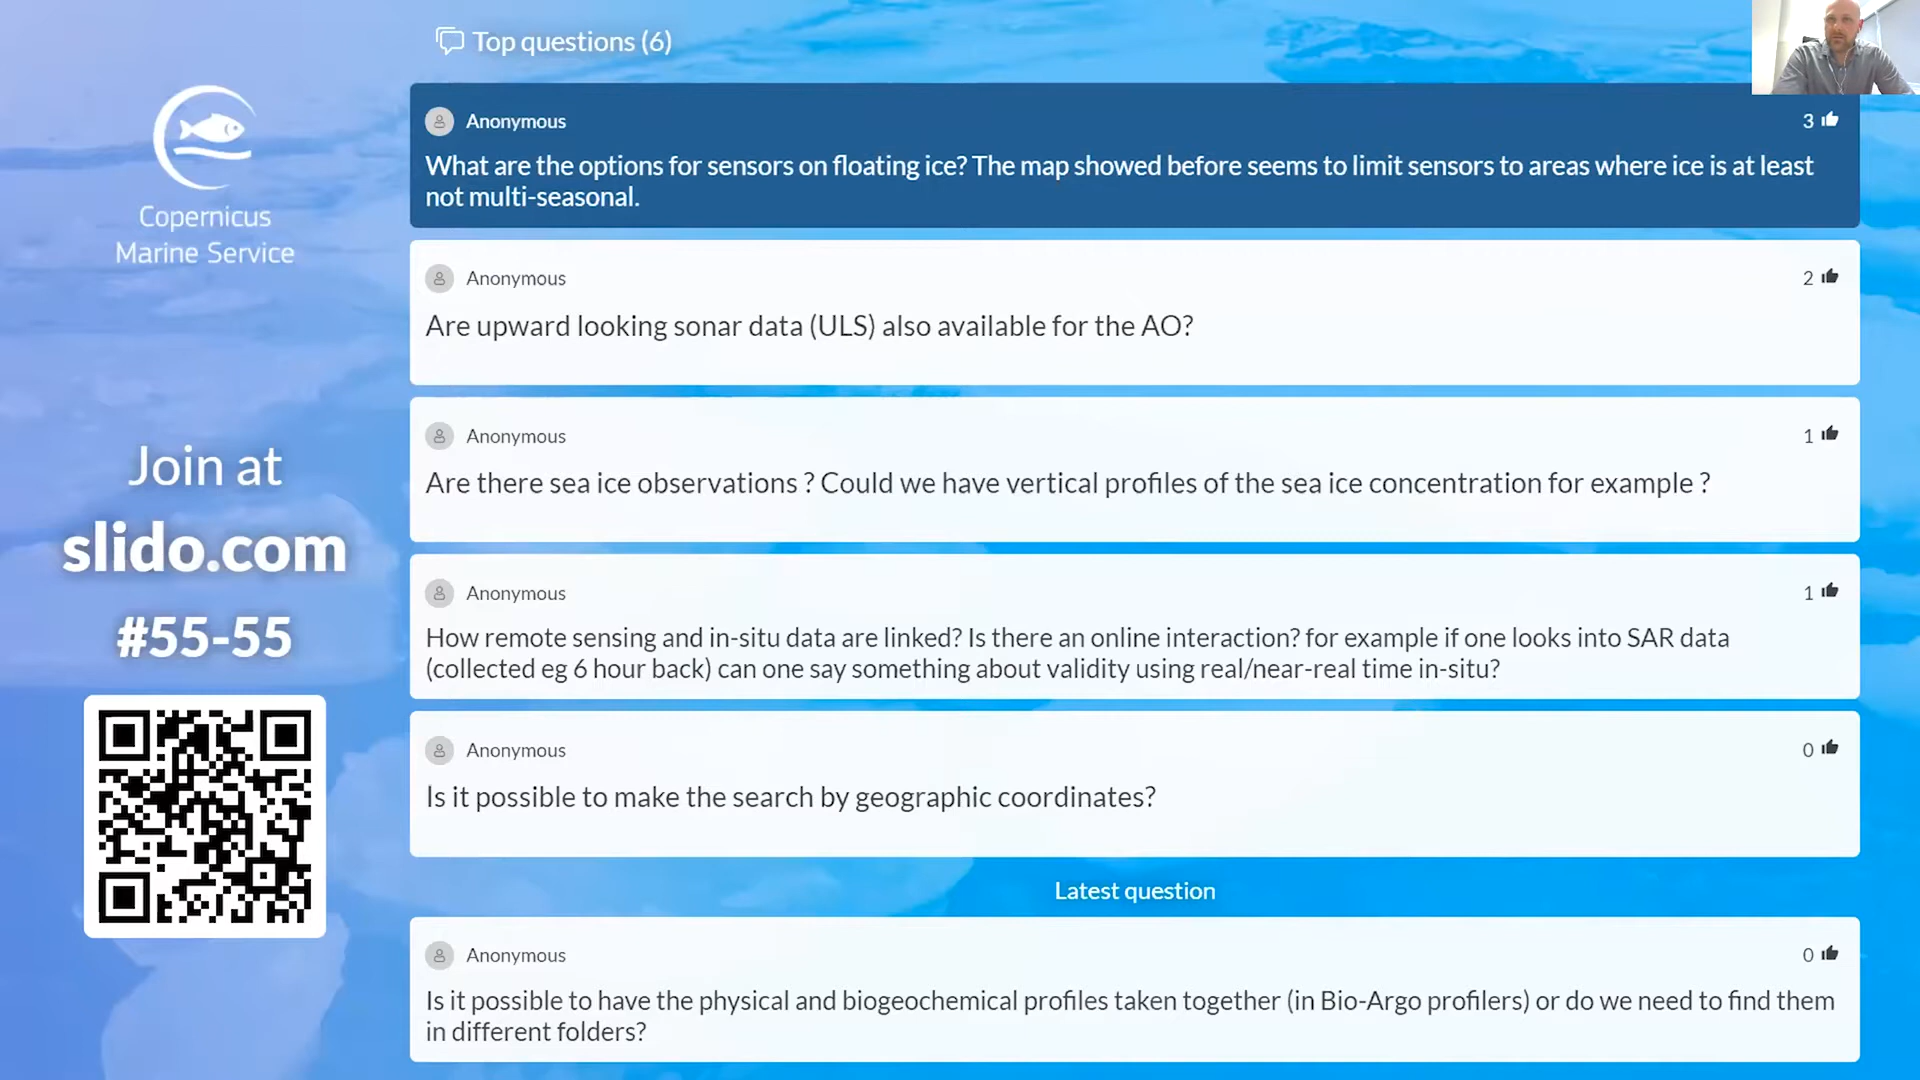 Top questions (6)
Copernicus
Marine Service
Join at
slido.com
#55-55
Anonymous
3
What are the options for sensors on floating ice? The map showed before seems to limit sensors to areas where ice is at least
not multi-seasonal.
Anonymous
2
Are upward looking sonar data (ULS) also available for the AO?
Anonymous
1
Are there sea ice observations ? Could we have vertical profiles of the sea ice concentration for example ?
Anonymous
1
How remote sensing and in-situ data are linked? Is there an online interaction? for example if one looks into SAR data
(collected eg 6 hour back) can one say something about validity using real/near-real time in-situ?
Anonymous
0
Is it possible to make the search by geographic coordinates?
Latest question
Anonymous
0
Is it possible to have the physical and biogeochemical profiles taken together (in Bio-Argo profilers) or do we need to find them
in different folders?